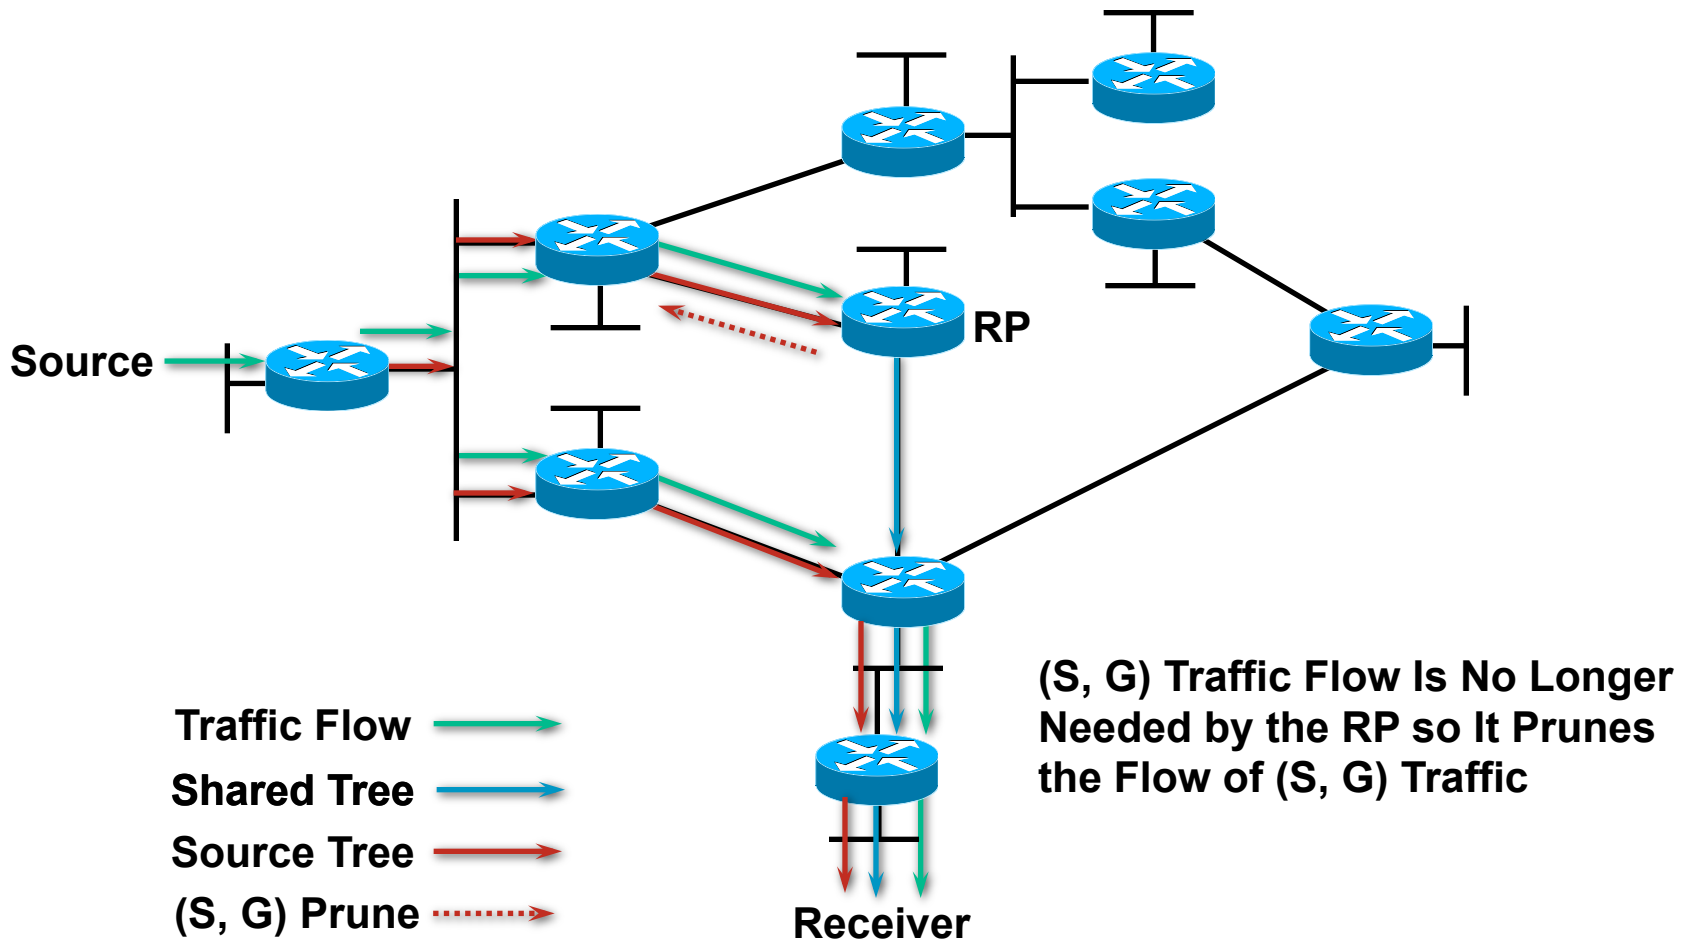 RP
Source
(S, G) Traffic Flow Is No Longer
Needed by the RP so It Prunes
the Flow of (S, G) Traffic
Traffic Flow
Shared Tree
Source Tree
(S, G) Prune
Receiver